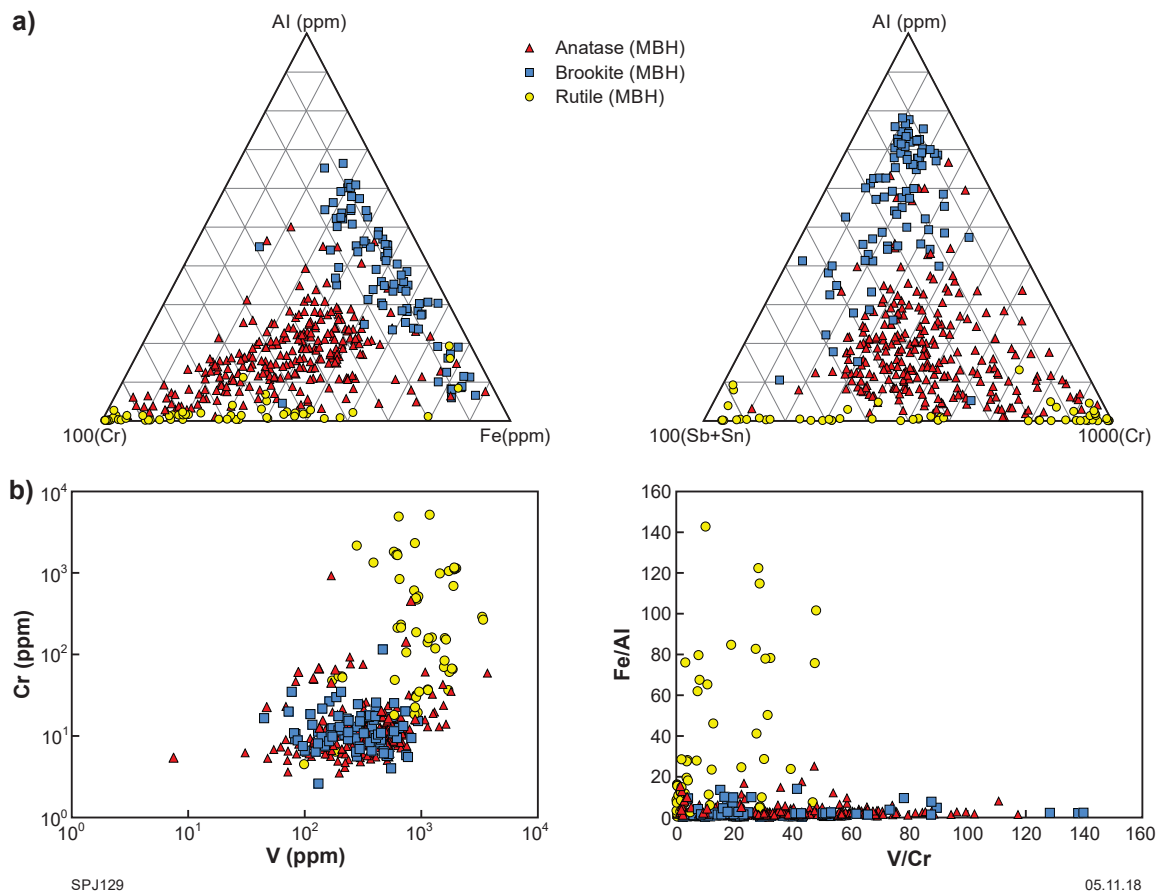 a)
Al (ppm)
100(Cr)
Fe(ppm)
Anatase (MBH)
Brookite (MBH)
Rutile (MBH)
Al (ppm)
100(Sb+Sn)
1000(Cr)
b)
10⁴
10³
10²
10¹
10⁰
Cr (ppm)
10⁰
10¹
10²
10³
10⁴
V (ppm)
160
140
120
100
80
60
40
20
0
Fe/Al
0
20
40
60
80
100
120
140
160
V/Cr
SPJ129
05.11.18